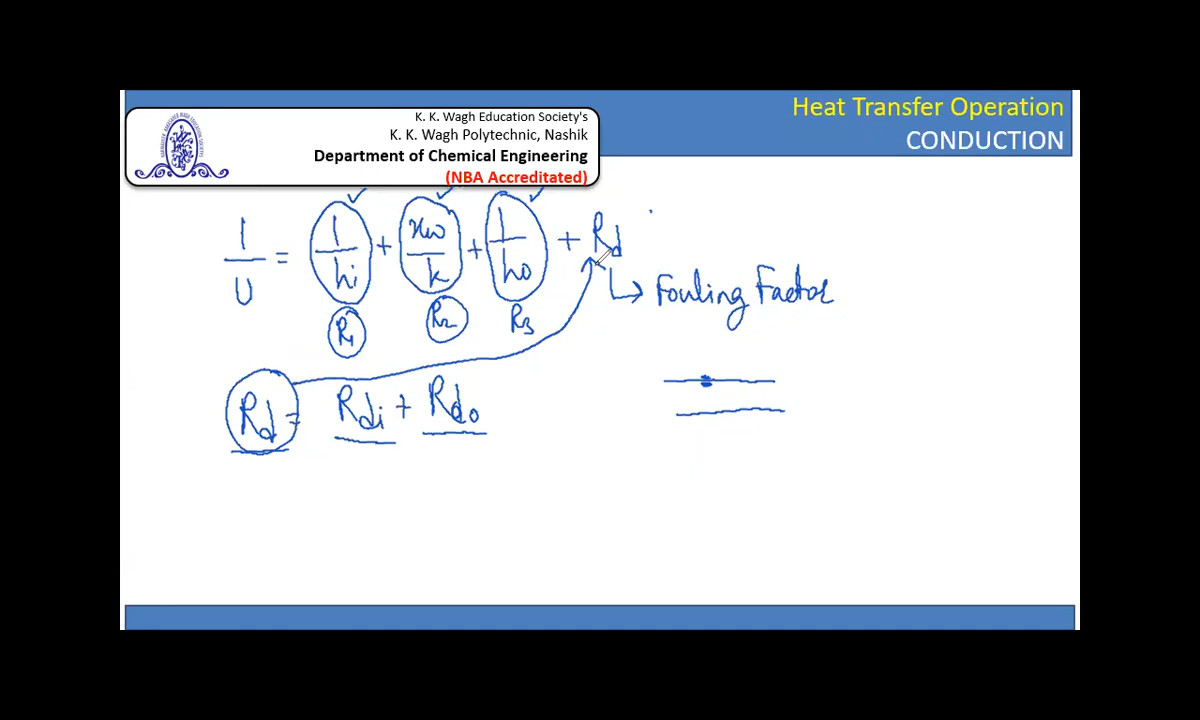 K. K. Wagh Education Society's
K. K. Wagh Polytechnic, Nashik
Department of Chemical Engineering
(NBA Accreditated)
Heat Transfer Operation
CONDUCTION
1/U = 1/hi + xw/k + 1/ho + Rd
R1 R2 R3
↳ Fouling Factor
Rd = Rdi + Rdo